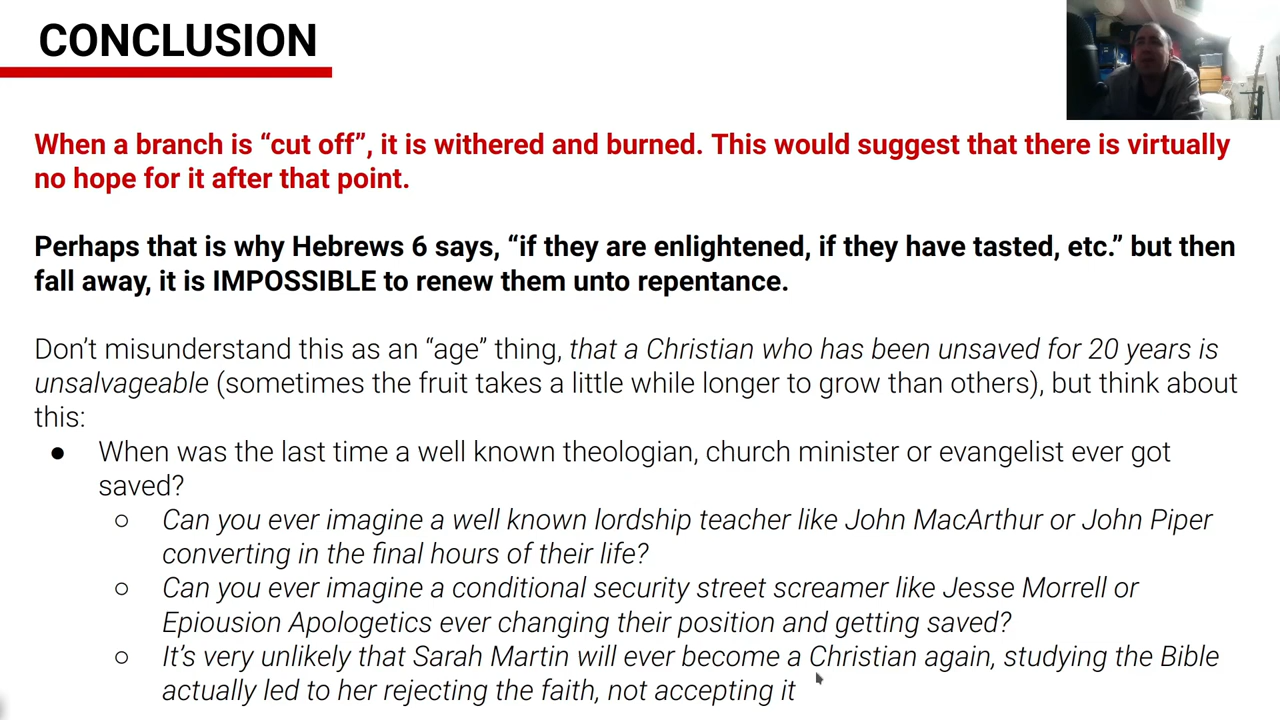 CONCLUSION
When a branch is “cut off”, it is withered and burned. This would suggest that there is virtually
no hope for it after that point.
Perhaps that is why Hebrews 6 says, “if they are enlightened, if they have tasted, etc.” but then
fall away, it is IMPOSSIBLE to renew them unto repentance.
Don’t misunderstand this as an “age” thing, that a Christian who has been unsaved for 20 years is
unsalvageable (sometimes the fruit takes a little while longer to grow than others), but think about
this:
● When was the last time a well known theologian, church minister or evangelist ever got
saved?
○ Can you ever imagine a well known lordship teacher like John MacArthur or John Piper
converting in the final hours of their life?
○ Can you ever imagine a conditional security street screamer like Jesse Morrell or
Epiousion Apologetics ever changing their position and getting saved?
○ It’s very unlikely that Sarah Martin will ever become a Christian again, studying the Bible
actually led to her rejecting the faith, not accepting it